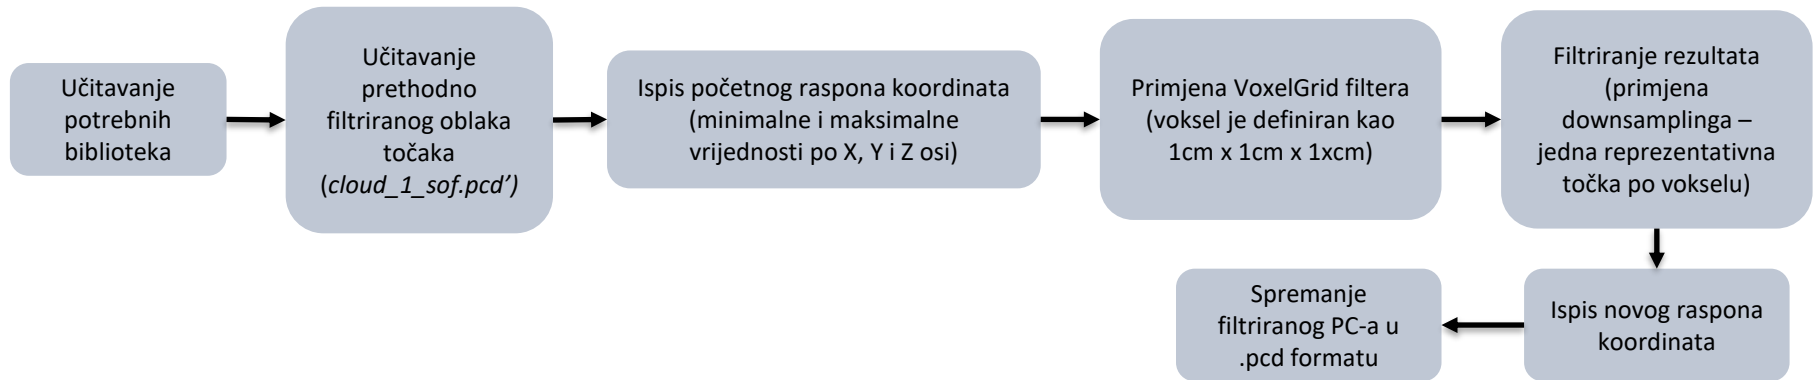 Učitavanje
potrebnih
biblioteka
Učitavanje
prethodno
filtriranog oblaka
točaka
(cloud_1_sof.pcd’)
Ispis početnog raspona koordinata
(minimalne i maksimalne
vrijednosti po X, Y i Z osi)
Primjena VoxelGrid filtera
(voksel je definiran kao
1cm x 1cm x 1xcm)
Filtriranje rezultata
(primjena
downsamplinga –
jedna reprezentativna
točka po vokselu)
Ispis novog raspona
koordinata
Spremanje
filtriranog PC-a u
.pcd formatu